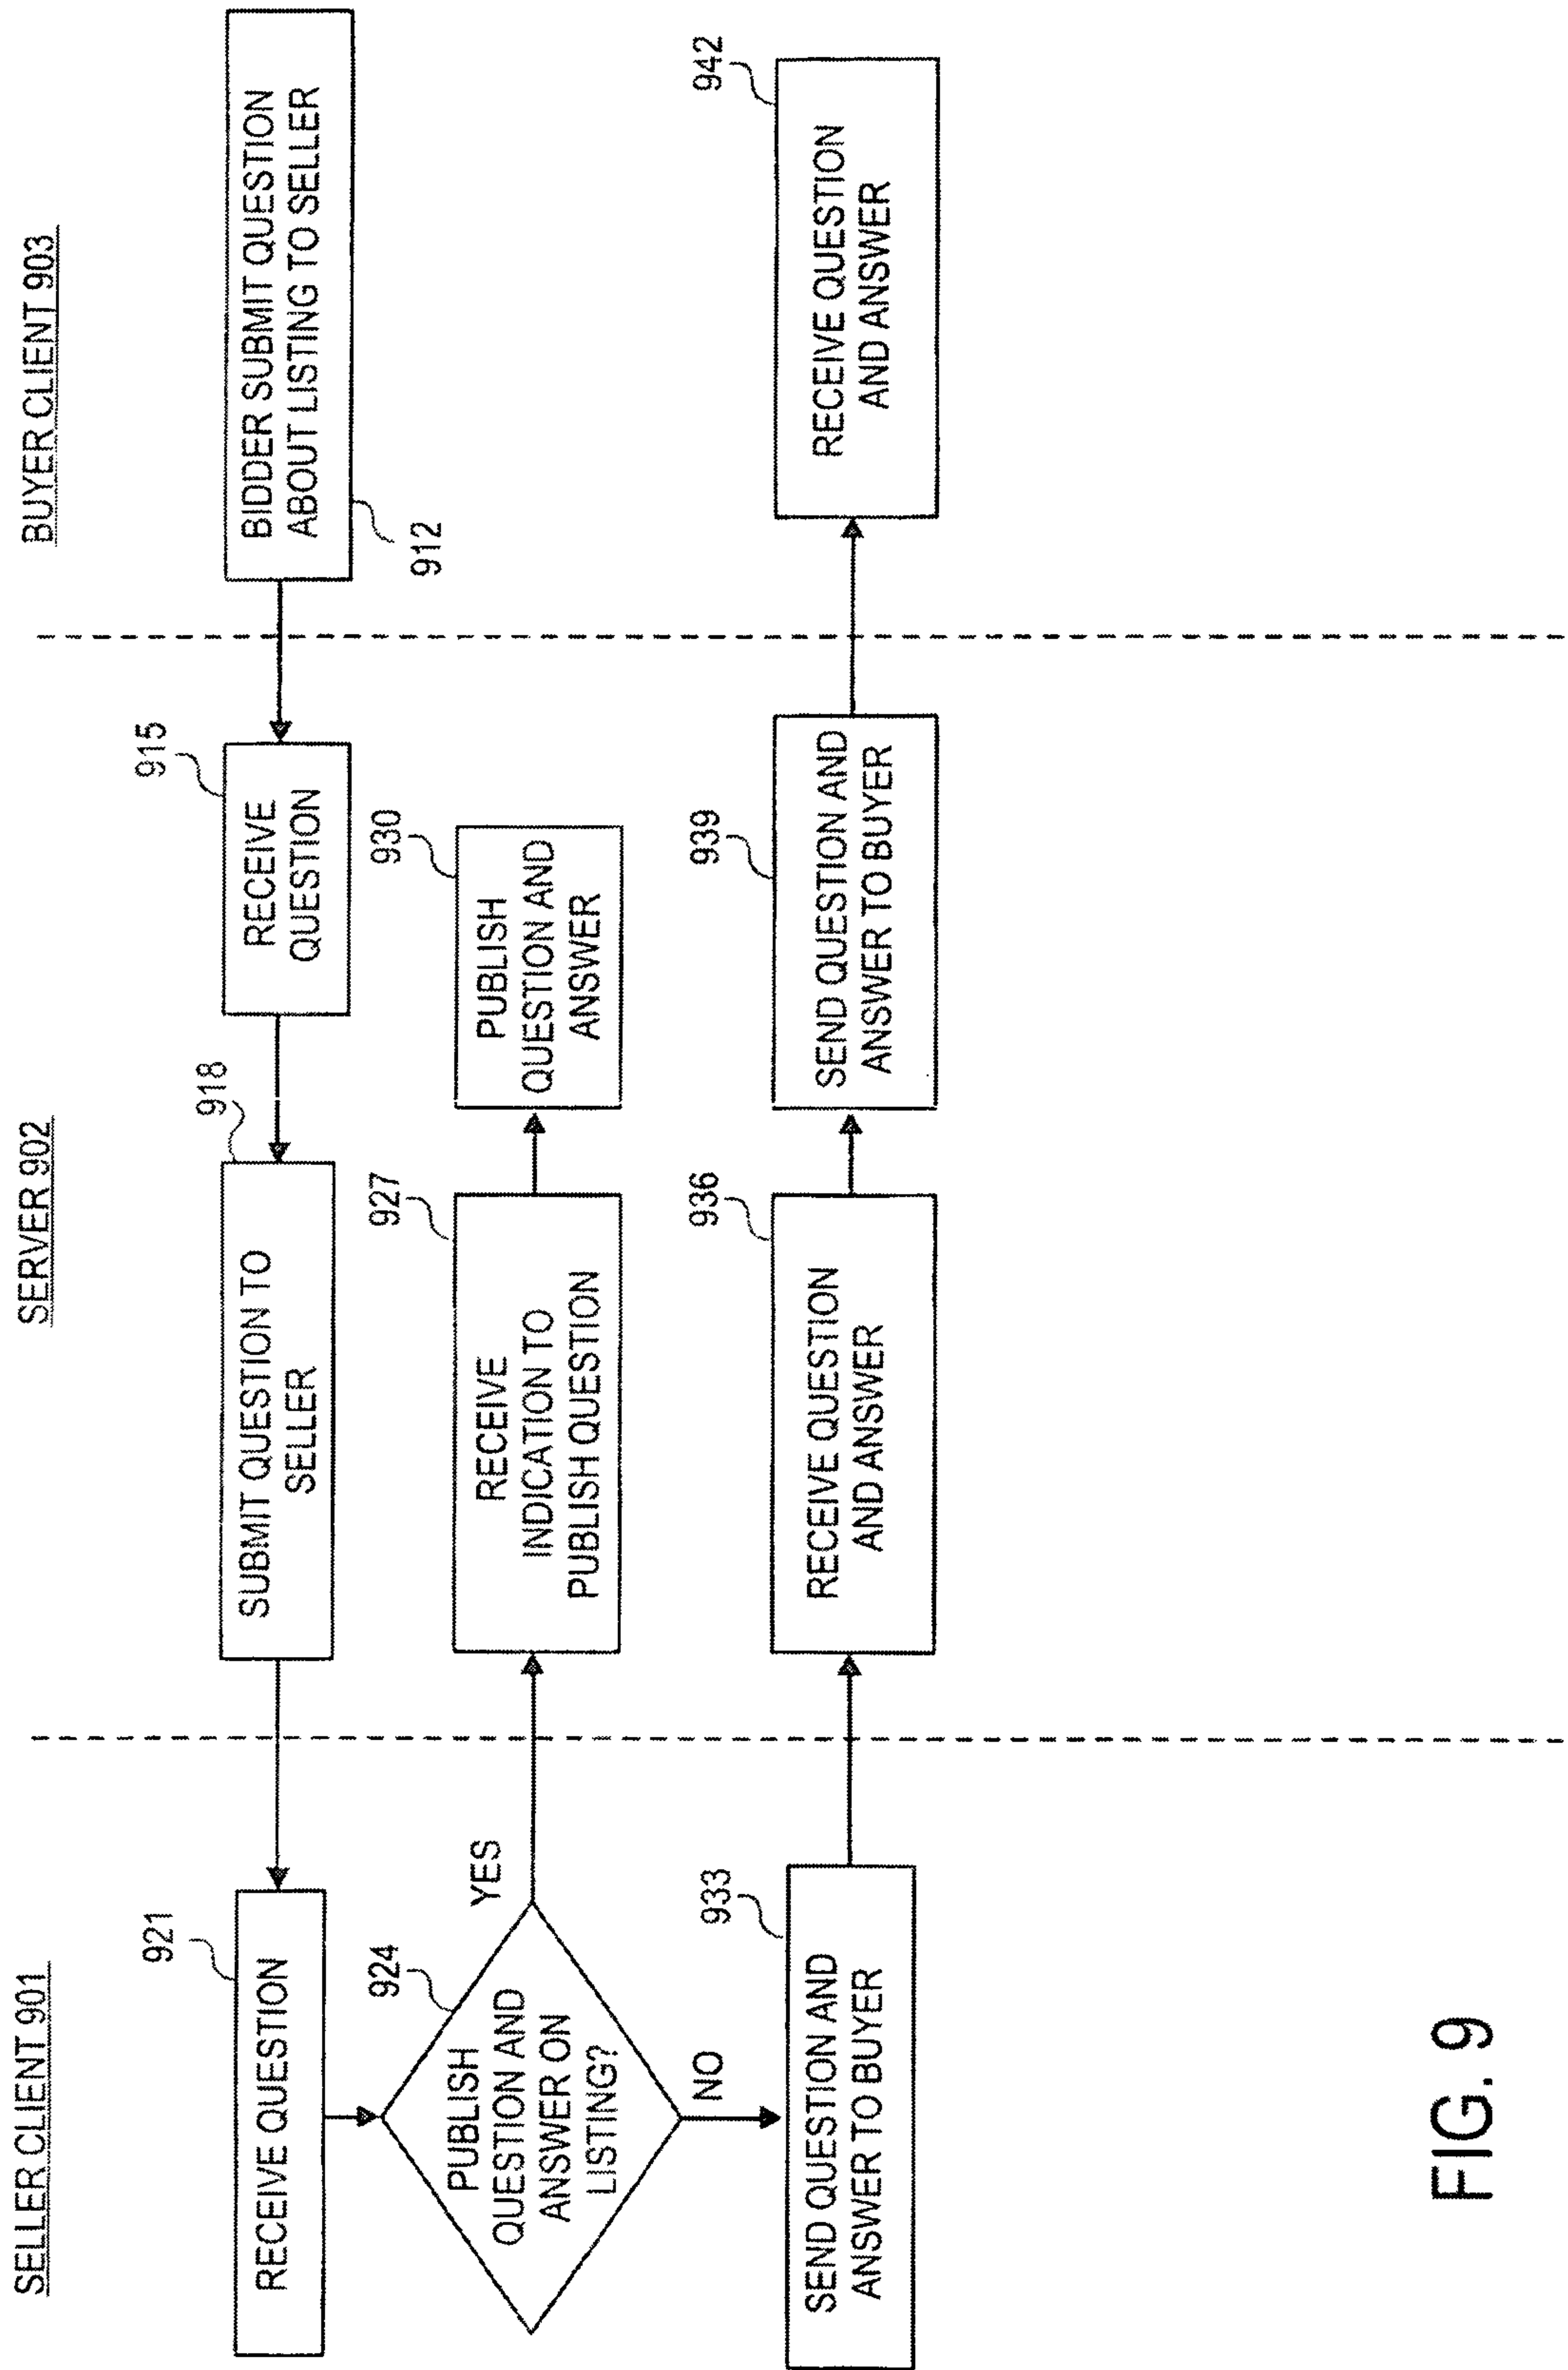 SELLER CLIENT 901
SERVER 902
BUYER CLIENT 903
BIDDER SUBMIT QUESTION
ABOUT LISTING TO SELLER
912
915
RECEIVE
QUESTION
918
SUBMIT QUESTION TO
SELLER
921
RECEIVE QUESTION
924
PUBLISH
QUESTION AND
ANSWER ON
LISTING?
YES
NO
927
RECEIVE
INDICATION TO
PUBLISH QUESTION
930
PUBLISH
QUESTION AND
ANSWER
933
SEND QUESTION AND
ANSWER TO BUYER
936
RECEIVE QUESTION
AND ANSWER
939
SEND QUESTION AND
ANSWER TO BUYER
942
RECEIVE QUESTION
AND ANSWER
FIG. 9